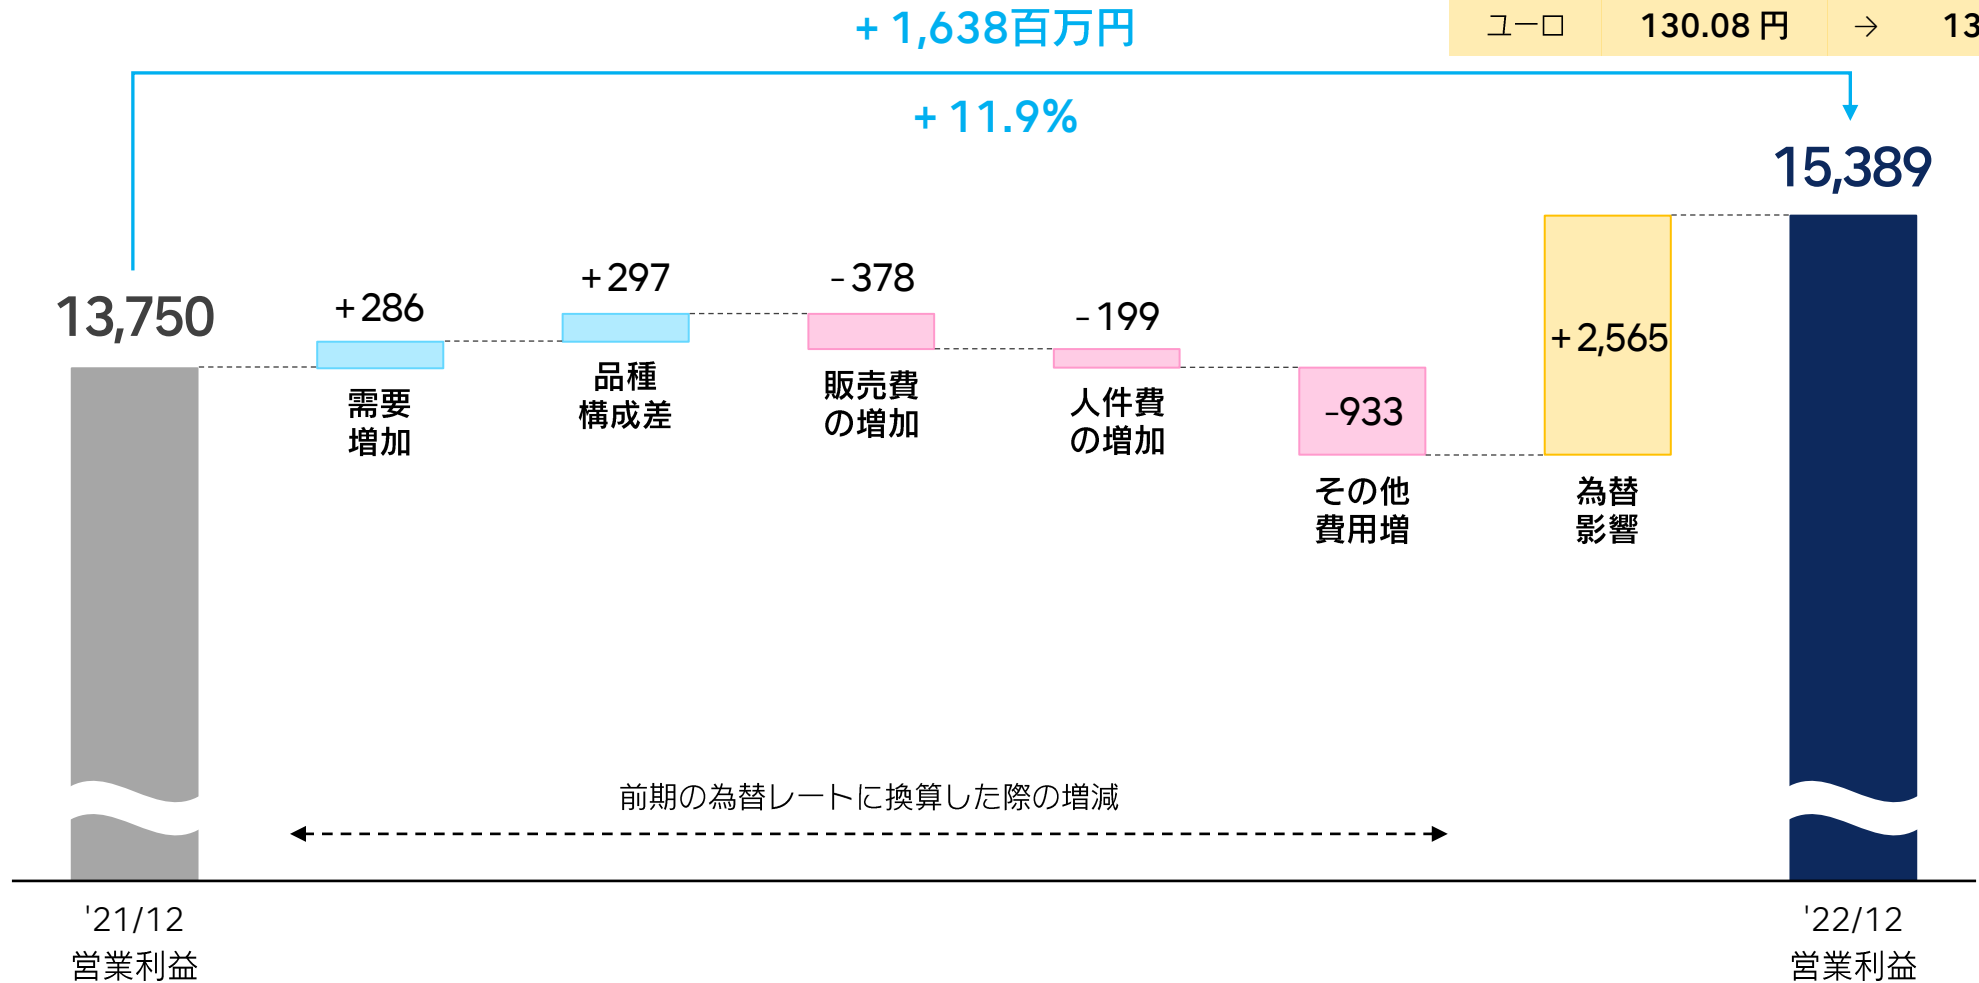 + 1,638百万円
ユーロ 130.08 円 → 13
+ 11.9%
15,389
13,750
+286
+297
-378
-199
+2,565
-933
需要
増加
品種
構成差
販売費
の増加
人件費
の増加
その他
費用増
為替
影響
前期の為替レートに換算した際の増減
'21/12
営業利益
'22/12
営業利益